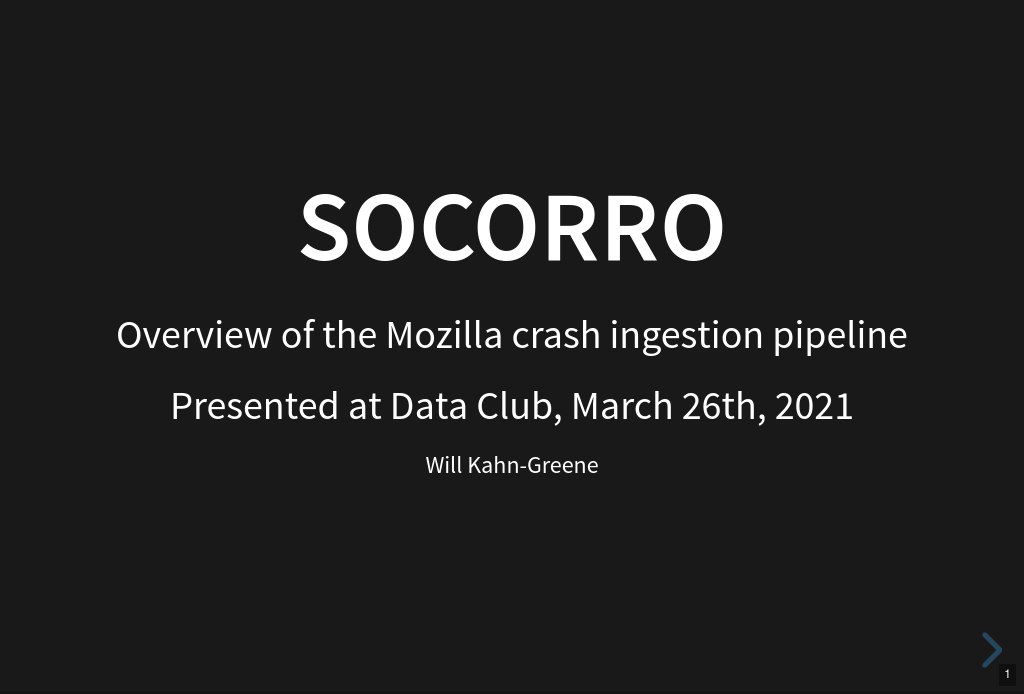 SOCORRO
Overview of the Mozilla crash ingestion pipeline
Presented at Data Club, March 26th, 2021
Will Kahn-Greene
1